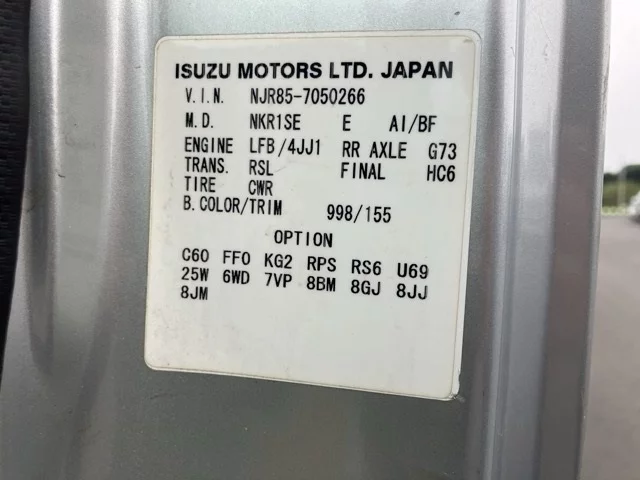 ISUZU MOTORS LTD. JAPAN
V.I.N. NJR85-7050266
M.D. NKR1SE E AI/BF
ENGINE LFB/4JJ1 RR AXLE G73
TRANS. RSL FINAL HC6
TIRE CWR
B.COLOR/TRIM 998/155
OPTION
C60 FF0 KG2 RPS RS6 U69
25W 6WD 7VP 8BM 8GJ 8JJ
8JM